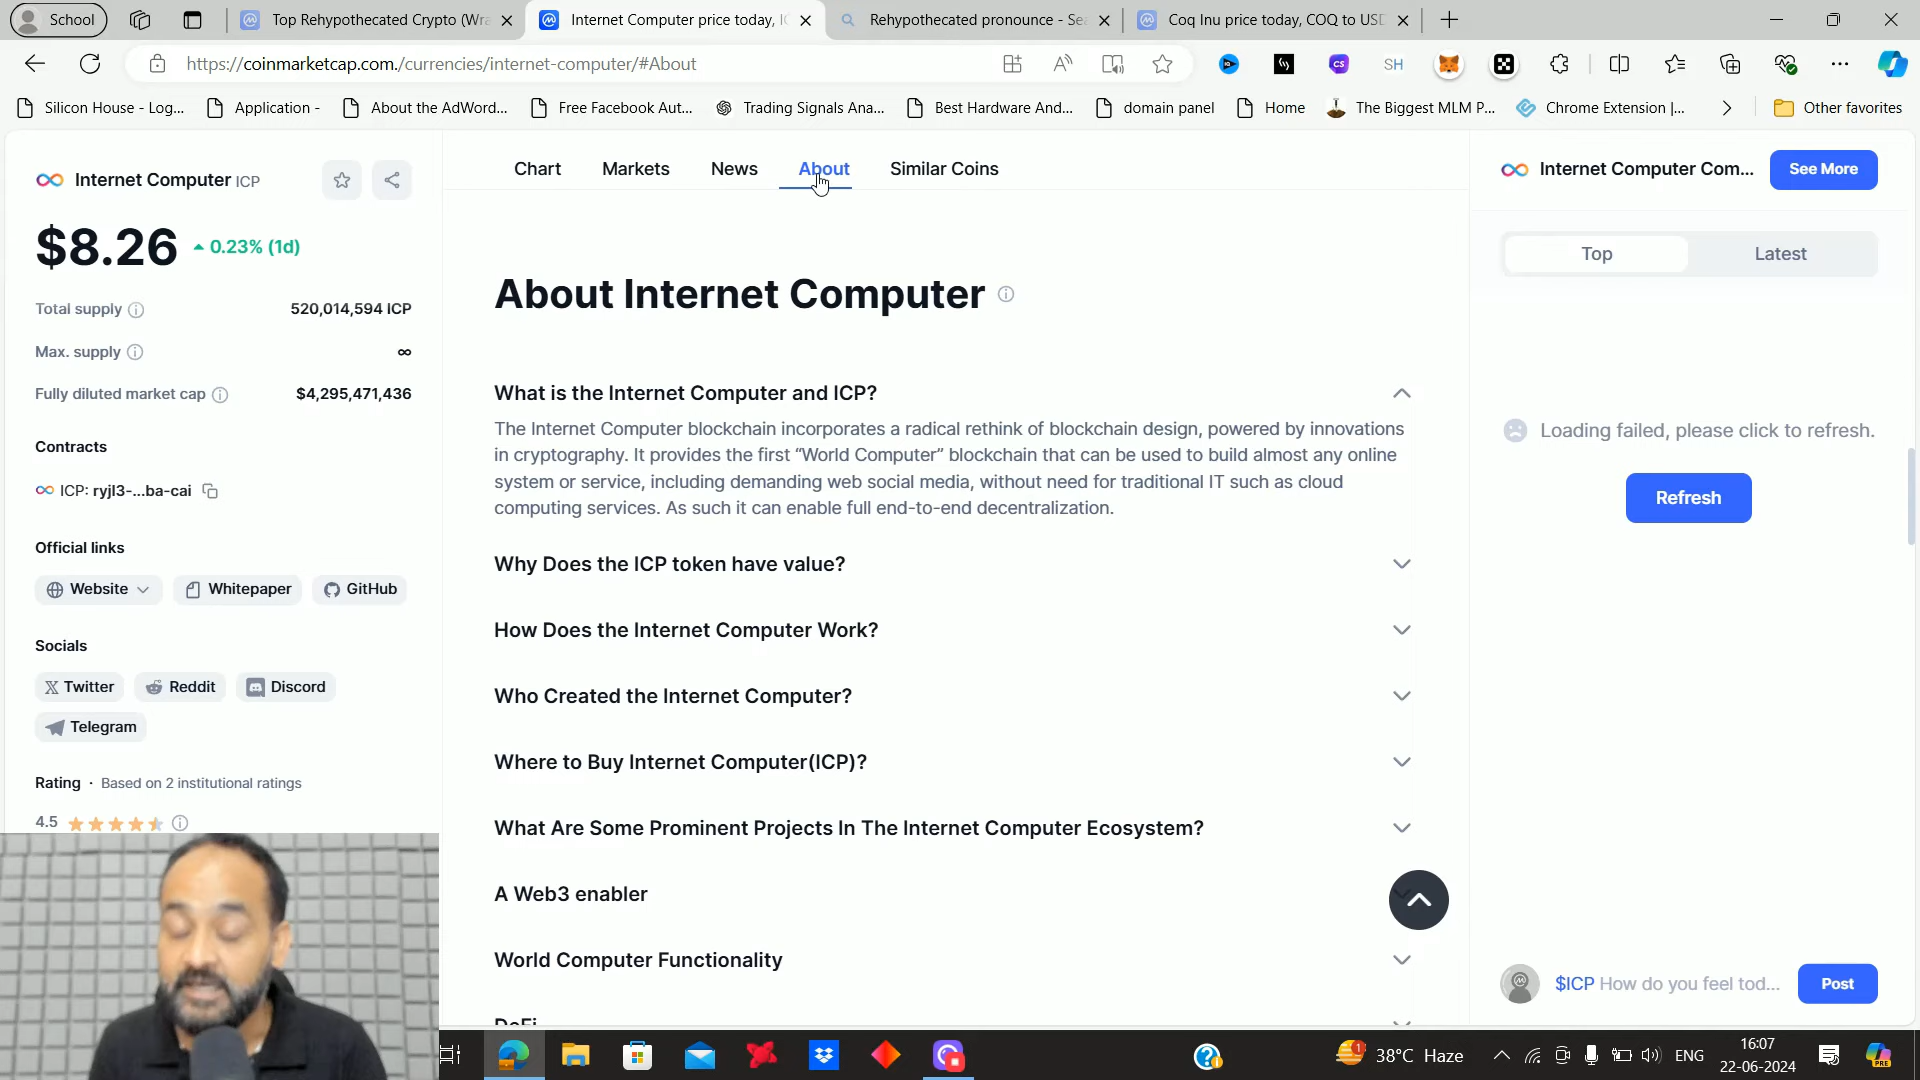 School
Top Rehypothecated Crypto (Wra
Internet Computer price today, IC
Rehypothecated pronounce - Sea
Coq Inu price today, COQ to USD
https://coinmarketcap.com./currencies/internet-computer/#About
SH
Silicon House - Log...
Application -
About the AdWord...
Free Facebook Aut...
Trading Signals Ana...
Best Hardware And...
domain panel
Home
The Biggest MLM P...
Chrome Extension |...
Other favorites
Internet Computer ICP
$8.26 0.23% (1d)
Total supply 520,014,594 ICP
Max. supply ∞
Fully diluted market cap $4,295,471,436
Contracts
ICP: ryjl3-...ba-cai
Official links
Website Whitepaper GitHub
Socials
Twitter Reddit Discord
Telegram
Rating · Based on 2 institutional ratings
4.5
Chart Markets News About Similar Coins
About Internet Computer
What is the Internet Computer and ICP?
The Internet Computer blockchain incorporates a radical rethink of blockchain design, powered by innovations
in cryptography. It provides the first “World Computer” blockchain that can be used to build almost any online
system or service, including demanding web social media, without need for traditional IT such as cloud
computing services. As such it can enable full end-to-end decentralization.
Why Does the ICP token have value?
How Does the Internet Computer Work?
Who Created the Internet Computer?
Where to Buy Internet Computer(ICP)?
What Are Some Prominent Projects In The Internet Computer Ecosystem?
A Web3 enabler
World Computer Functionality
DeFi
Internet Computer Com... See More
Top Latest
Loading failed, please click to refresh.
Refresh
$ICP How do you feel tod... Post
38°C Haze
ENG
16:07
22-06-2024